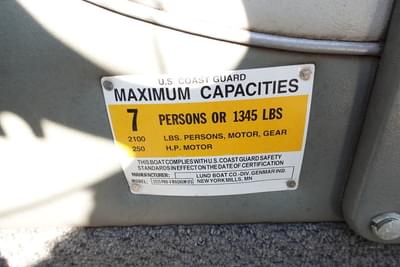 U.S. COAST GUARD
MAXIMUM CAPACITIES
7 PERSONS OR 1345 LBS
2100 LBS. PERSONS, MOTOR, GEAR
250 H.P. MOTOR
THIS BOAT COMPLIES WITH U.S. COAST GUARD SAFETY
STANDARDS IN EFFECT ON THE DATE OF CERTIFICATION
MANUFACTURER: LUND BOAT CO.-DIV. GENMAR IND.
MODEL: NEW YORK MILLS, MN